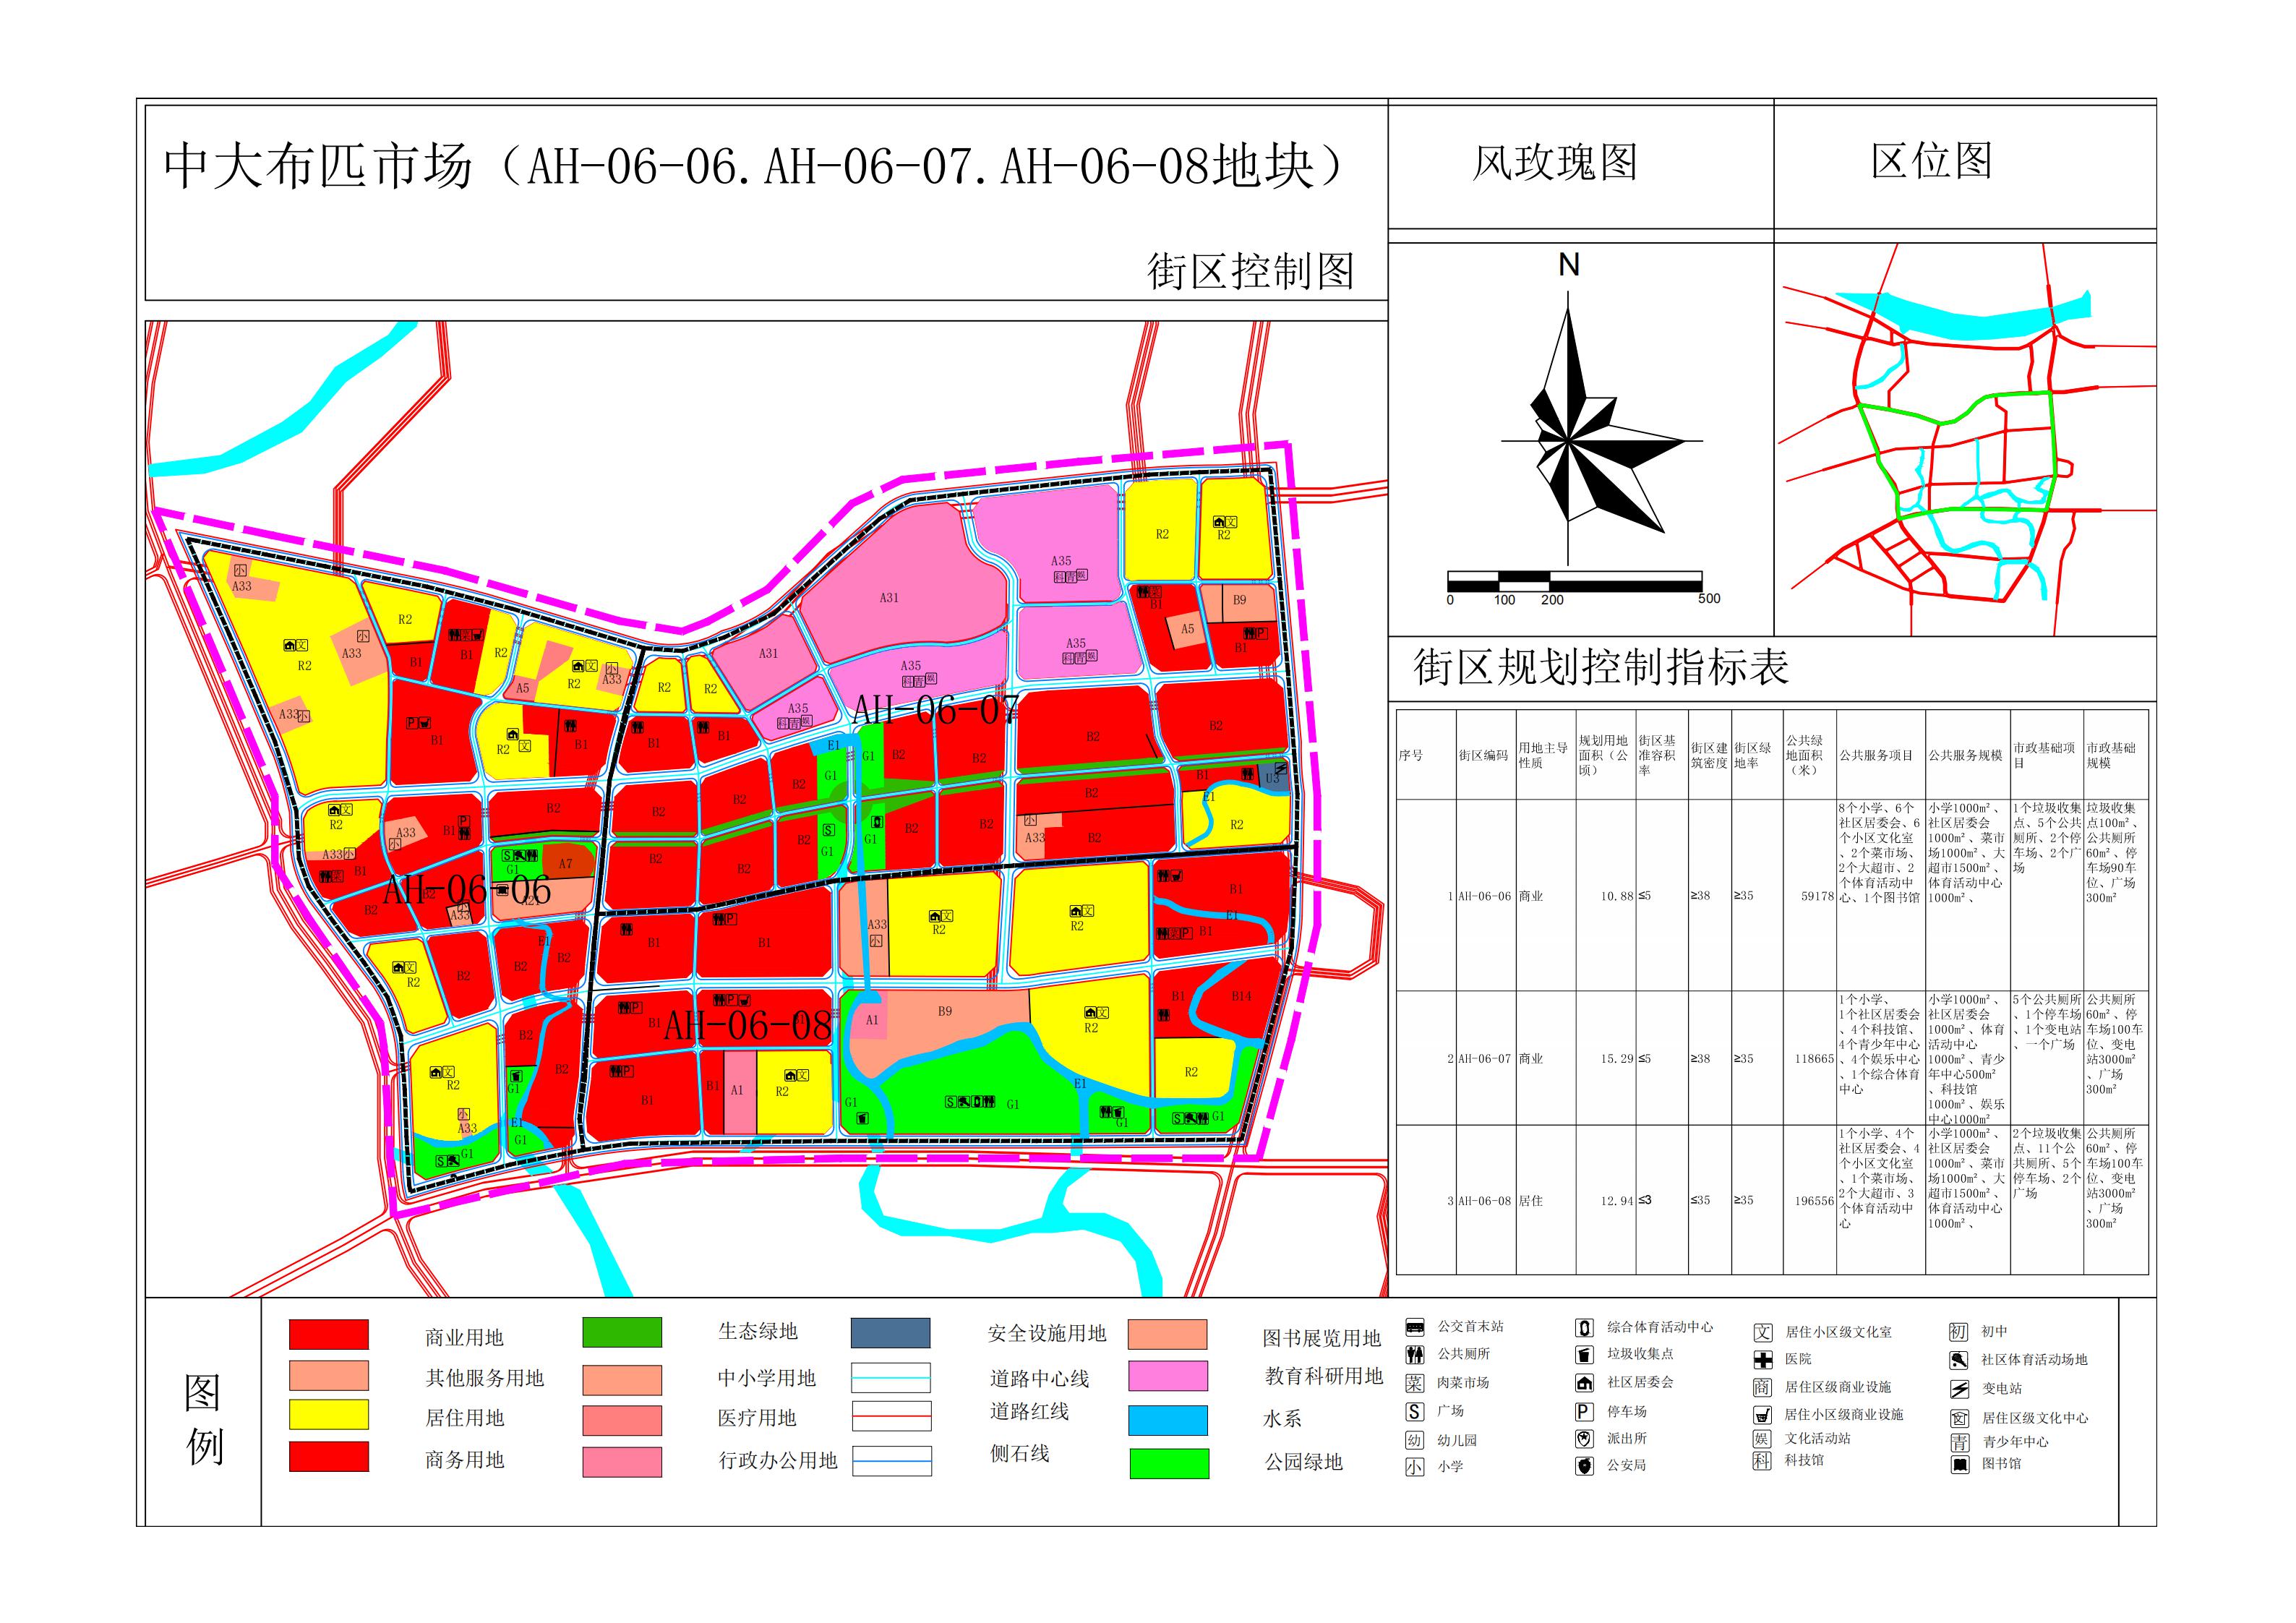 中大布匹市场（AH-06-06.AH-06-07.AH-06-08地块）
街区控制图
风玫瑰图
区位图
N
0 100 200 500
街区规划控制指标表
序号 街区编码 用地主导性质 规划用地面积（公顷） 街区基准容积率 街区建筑密度 街区绿地率 公共绿地面积（米） 公共服务项目 公共服务规模 市政基础项目 市政基础规模
1 AH-06-06 商业 10.88 ≤5 ≥38 ≥35 59178 8个小学、6个社区居委会、6个小区文化室、2个菜市场、2个大超市、2个体育活动中心、1个图书馆 小学1000m²、社区居委会1000m²、菜市场1000m²、大超市1500m²、体育活动中心1000m²、 1个垃圾收集点、5个公共厕所、2个停车场、2个广场 垃圾收集点100m²、公共厕所60m²、停车场90车位、广场300m²
2 AH-06-07 商业 15.29 ≤5 ≥38 ≥35 118665 1个小学、1个社区居委会、4个科技馆、4个青少年中心、4个娱乐中心、1个综合体育中心 小学1000m²、社区居委会1000m²、体育活动中心1000m²、青少年中心500m²、科技馆1000m²、娱乐中心1000m² 5个公共厕所、1个停车场、1个变电站、一个广场 公共厕所60m²、停车场100车位、变电站3000m²、广场300m²
3 AH-06-08 居住 12.94 ≤3 ≤35 ≥35 196556 1个小学、4个社区居委会、4个小区文化室、1个菜市场、2个大超市、3个体育活动中心 小学1000m²、社区居委会1000m²、菜市场1000m²、大超市1500m²、体育活动中心1000m²、 2个垃圾收集点、11个公共厕所、5个停车场、2个广场 公共厕所60m²、停车场100车位、变电站3000m²、广场300m²
AH-06-07
AH-06-06
AH-06-08
R2 R2
A35
科 青 娱
A31
小
A33
R2
B1 B9
A5
B1
小
A33
文
R2
B1 B1 R2
A5
R2
A33
A31
A35
A35
R2 R2
A33
A35
B1
R2
B1
B1
B1
E1
G1
B2
B2
B2
B2
G1
B2
B1
U3
E1
R2
B2
B2
B2
B2
R2
A33
B1
G1
G1
B2
B2
A33
B2
A33
B1
G1
A7
B2
B2
B2
G1
B2
A33
A33
R2
R2
B1
E1
B1
R2
B2
B2
E1
B2
B1
B1
B1
B14
A1
B9
R2
B1
B2
R2
B2
G1
B1
B1
A1
R2
G1
G1
E1
R2
G1
G1
A33
E1
G1
G1
图例
商业用地 生态绿地 安全设施用地 图书展览用地
其他服务用地 中小学用地 道路中心线 教育科研用地
居住用地 医疗用地 道路红线 水系
商务用地 行政办公用地 侧石线 公园绿地
公交首末站 综合体育活动中心 文 居住小区级文化室 初 初中
公共厕所 垃圾收集点 医院 社区体育活动场地
菜 肉菜市场 社区居委会 商 居住区级商业设施 变电站
S 广场 P 停车场 居住小区级商业设施 居住区级文化中心
幼 幼儿园 派出所 娱 文化活动站 青 青少年中心
小 小学 公安局 科 科技馆 图书馆